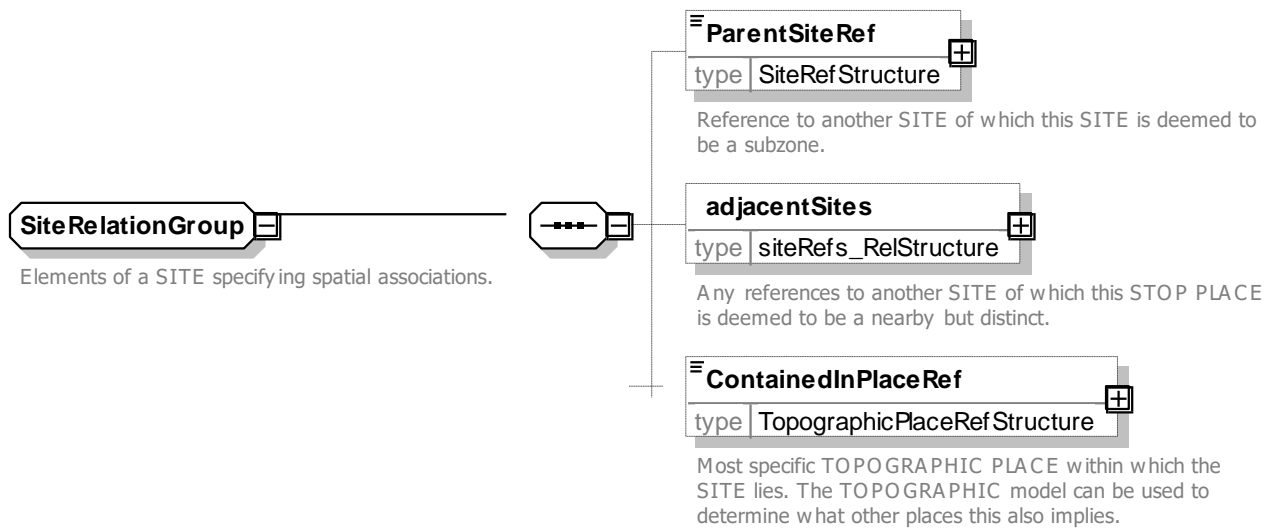 ParentSiteRef
type SiteRefStructure
Reference to another SITE of which this SITE is deemed to
be a subzone.
SiteRelationGroup
Elements of a SITE specifying spatial associations.
adjacentSites
type siteRefs_RelStructure
Any references to another SITE of which this STOP PLACE
is deemed to be a nearby but distinct.
ContainedInPlaceRef
type TopographicPlaceRefStructure
Most specific TOPOGRAPHIC PLACE within which the
SITE lies. The TOPOGRAPHIC model can be used to
determine what other places this also implies.